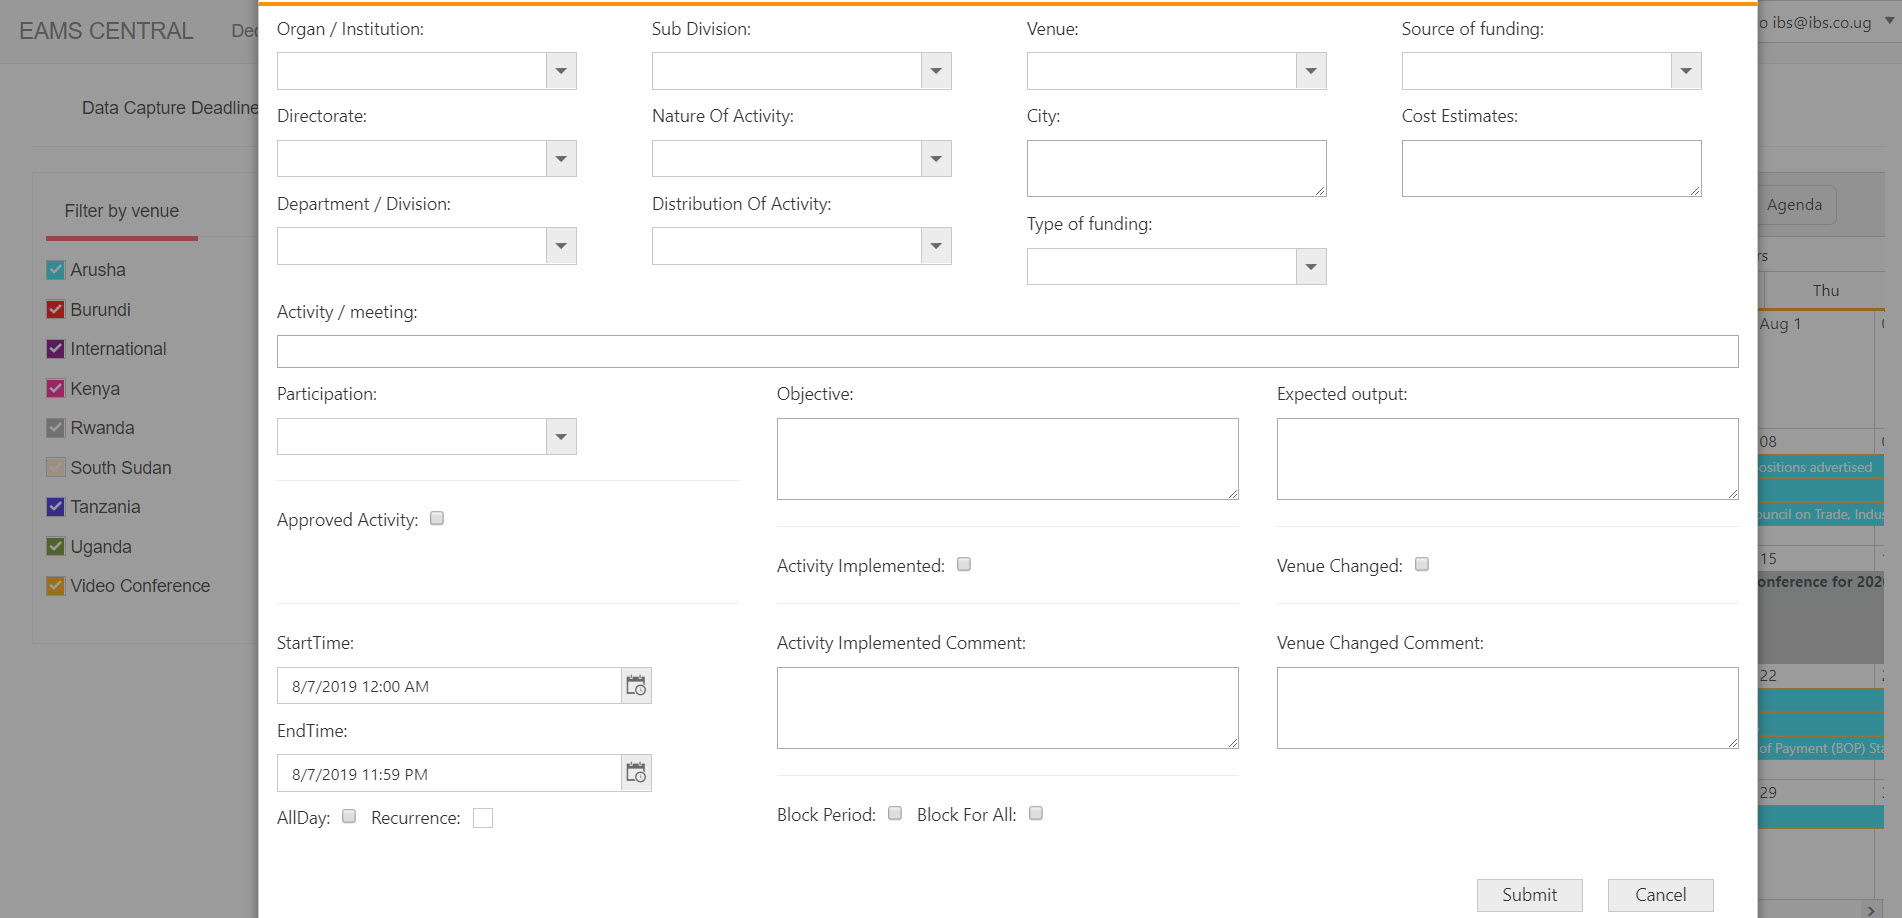 EAMS CENTRAL
o ibs@ibs.co.ug
Data Capture Deadline
Filter by venue
Arusha
Burundi
International
Kenya
Rwanda
South Sudan
Tanzania
Uganda
Video Conference
Organ / Institution:
Sub Division:
Venue:
Source of funding:
Directorate:
Nature Of Activity:
City:
Cost Estimates:
Department / Division:
Distribution Of Activity:
Type of funding:
Activity / meeting:
Participation:
Objective:
Expected output:
Approved Activity:
Activity Implemented:
Venue Changed:
StartTime:
Activity Implemented Comment:
Venue Changed Comment:
8/7/2019 12:00 AM
EndTime:
8/7/2019 11:59 PM
AllDay:
Recurrence:
Block Period:
Block For All:
Submit
Cancel
Agenda
rs
Thu
Aug 1
08
ositions advertised
ouncil on Trade, Indus
15
onference for 202
22
of Payment (BOP) Sta
29